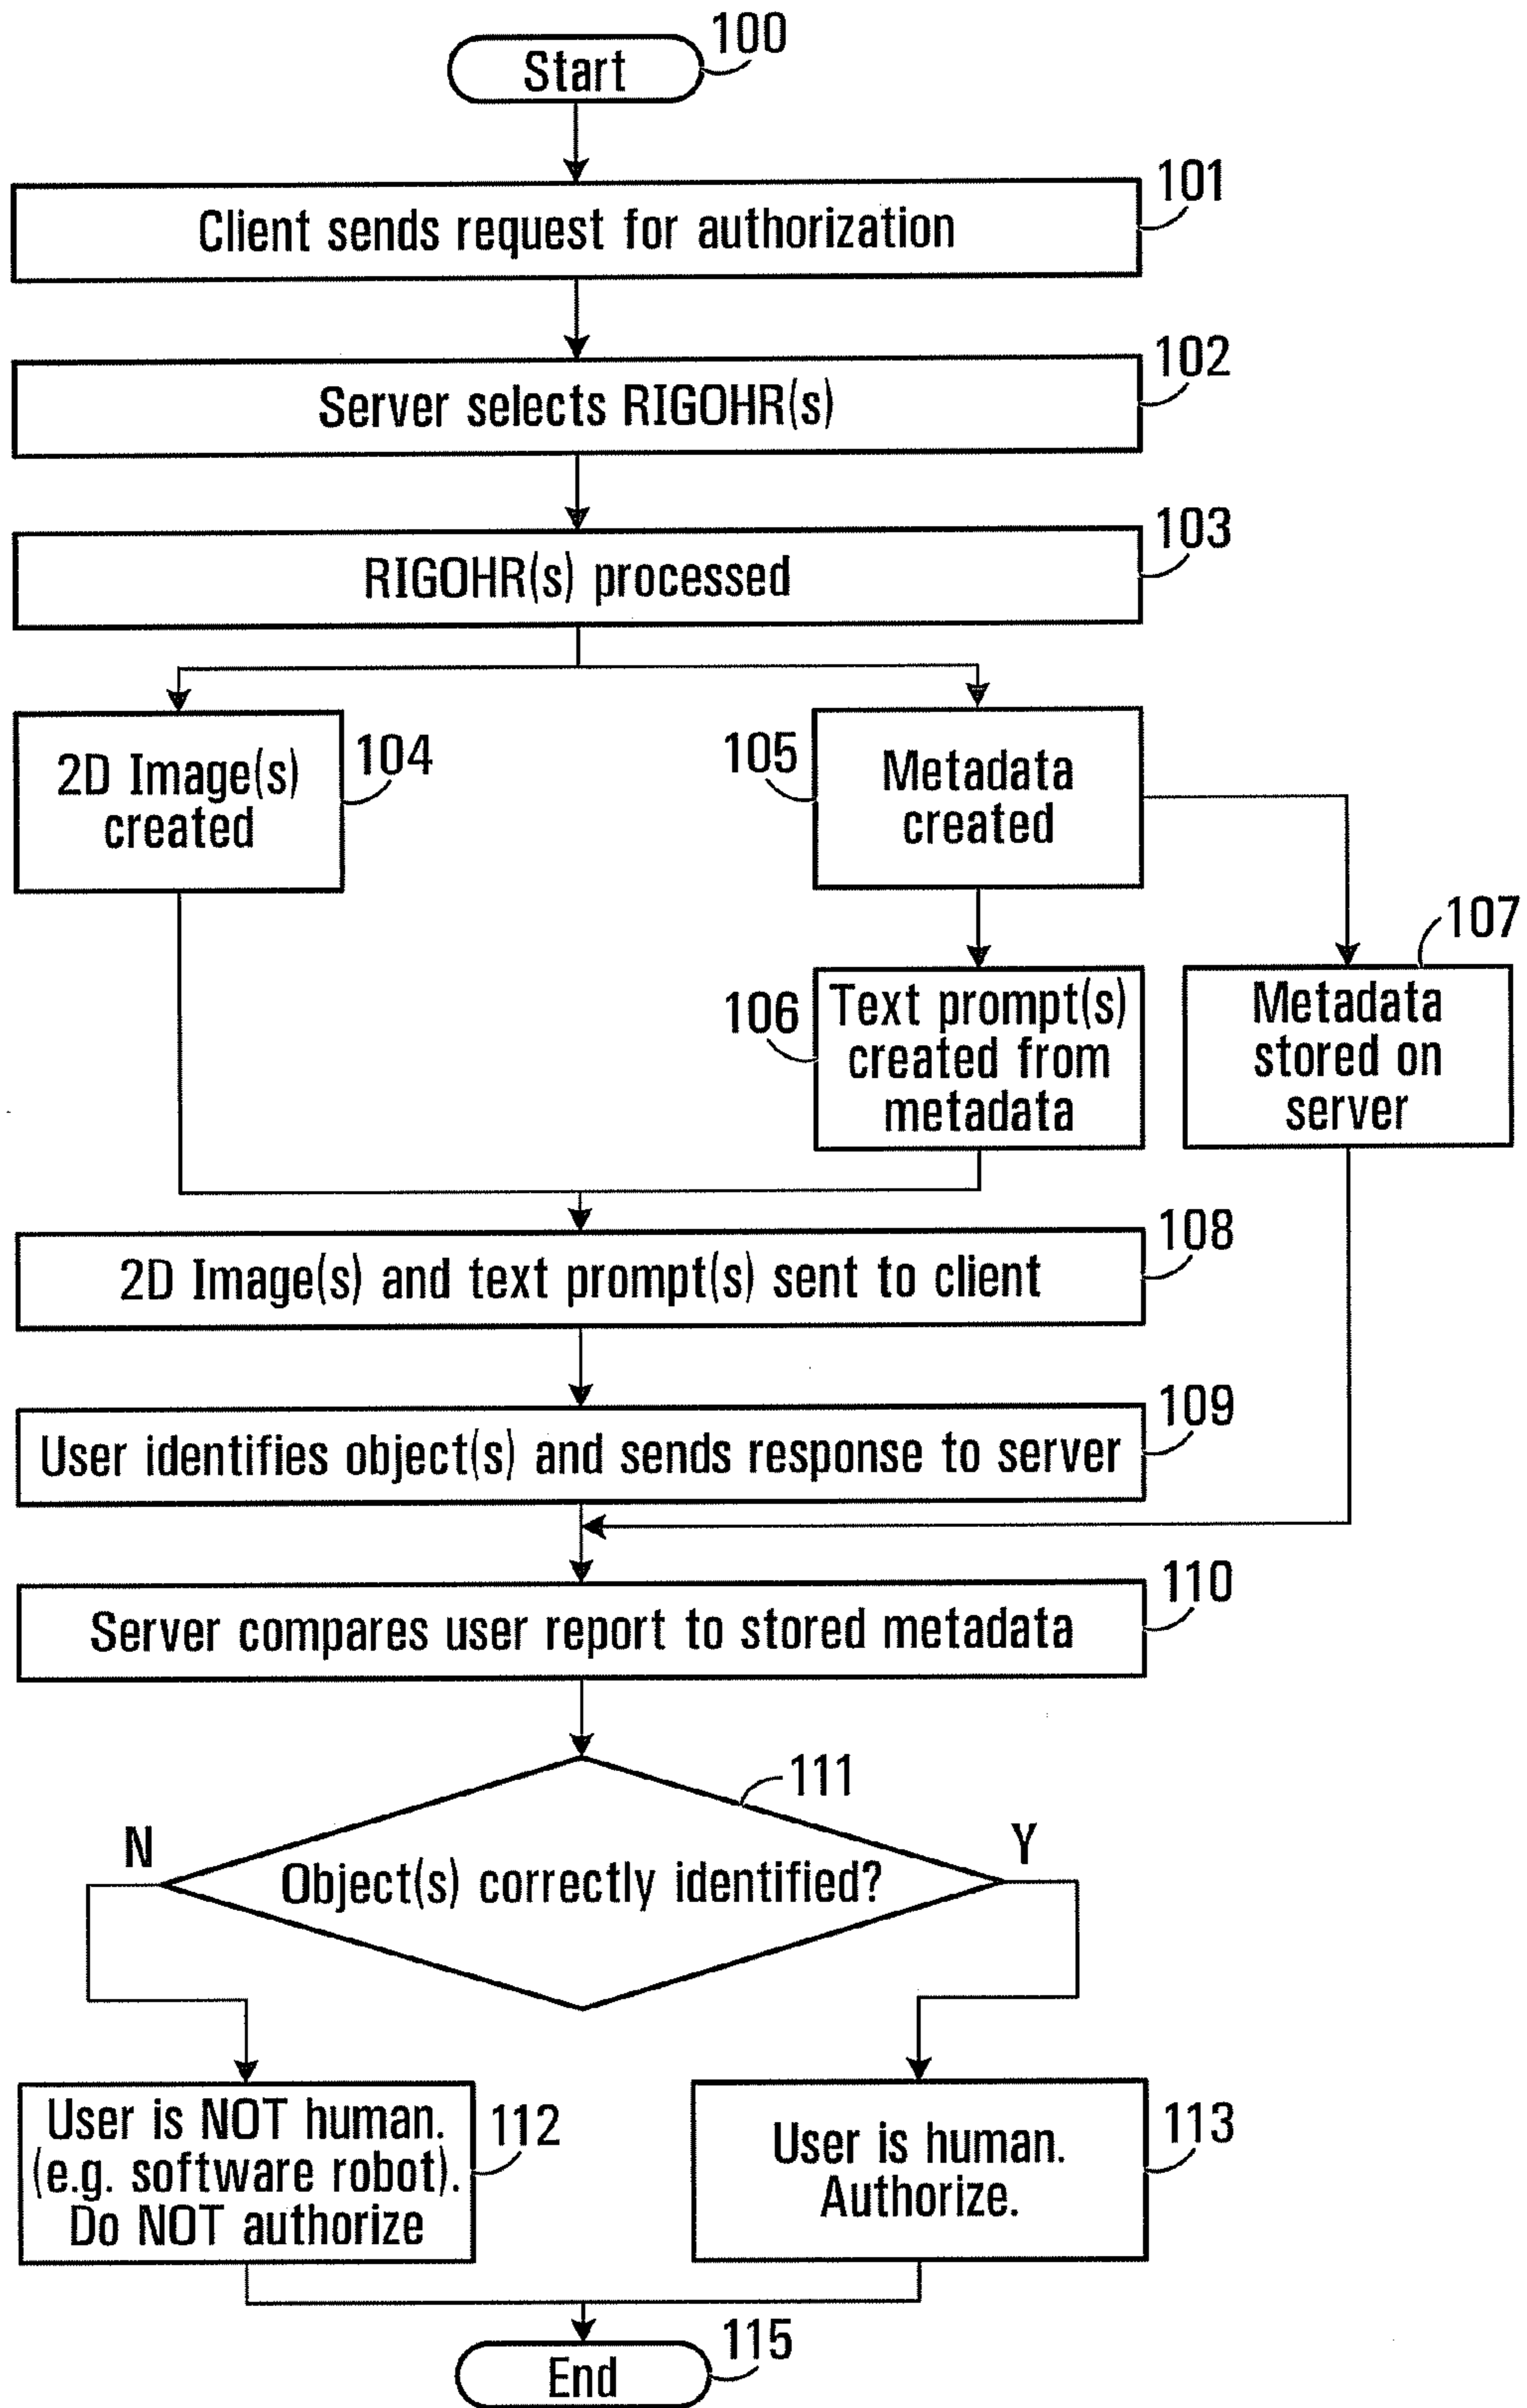 100
Start
101
Client sends request for authorization
102
Server selects RIGOHR(s)
103
RIGOHR(s) processed
104
2D Image(s)
created
105
Metadata
created
106
Text prompt(s)
created from
metadata
107
Metadata
stored on
server
108
2D Image(s) and text prompt(s) sent to client
109
User identifies object(s) and sends response to server
110
Server compares user report to stored metadata
111
N
Y
Object(s) correctly identified?
112
User is NOT human.
(e.g. software robot).
Do NOT authorize
113
User is human.
Authorize.
115
End